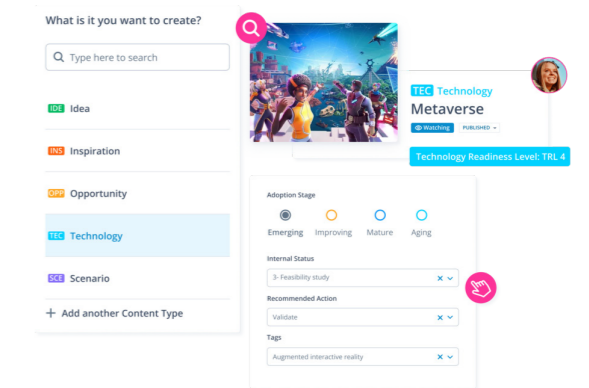 What is it you want to create?
Type here to search
IDE Idea
INS Inspiration
OPP Opportunity
TEC Technology
SCE Scenario
+ Add another Content Type
TEC Technology
Metaverse
Watching PUBLISHED
Technology Readiness Level: TRL 4
Adoption Stage
Emerging Improving Mature Aging
Internal Status
3- Feasibility study
Recommended Action
Validate
Tags
Augmented interactive reality